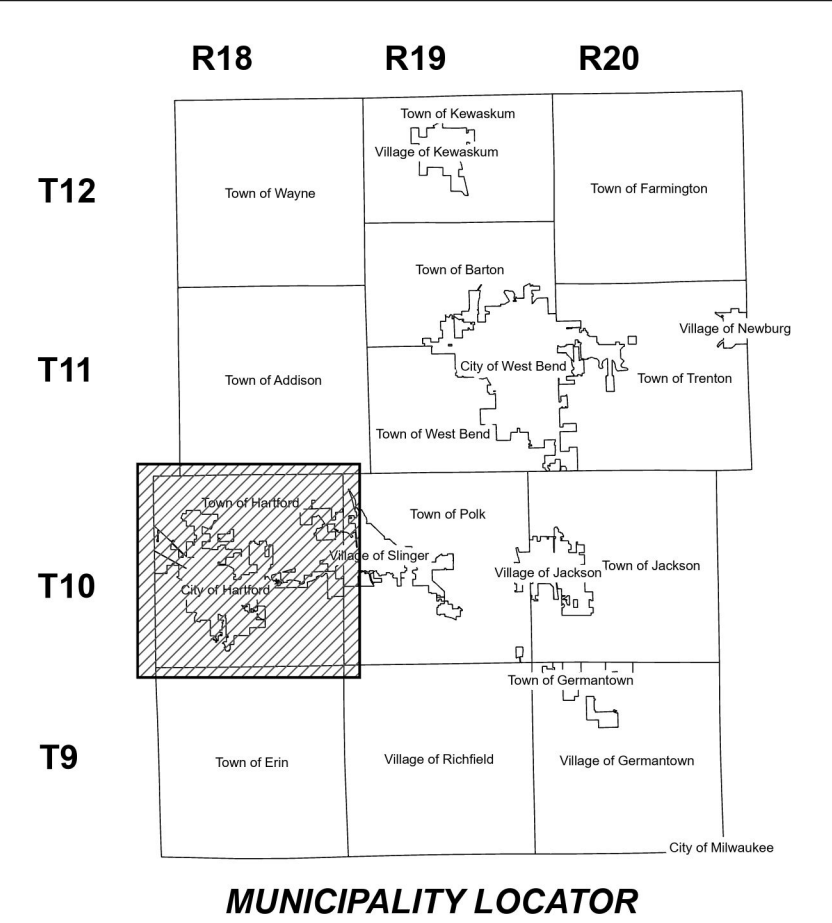 R18 R19 R20
Town of Kewaskum
Village of Kewaskum
T12
Town of Wayne
Town of Farmington
Town of Barton
Village of Newburg
T11
City of West Bend
Town of Addison
Town of Trenton
Town of West Bend
Town of Hartford
Town of Polk
Village of Slinger
T10
Village of Jackson
Town of Jackson
City of Hartford
Town of Germantown
T9
Town of Erin
Village of Richfield
Village of Germantown
City of Milwaukee
MUNICIPALITY LOCATOR